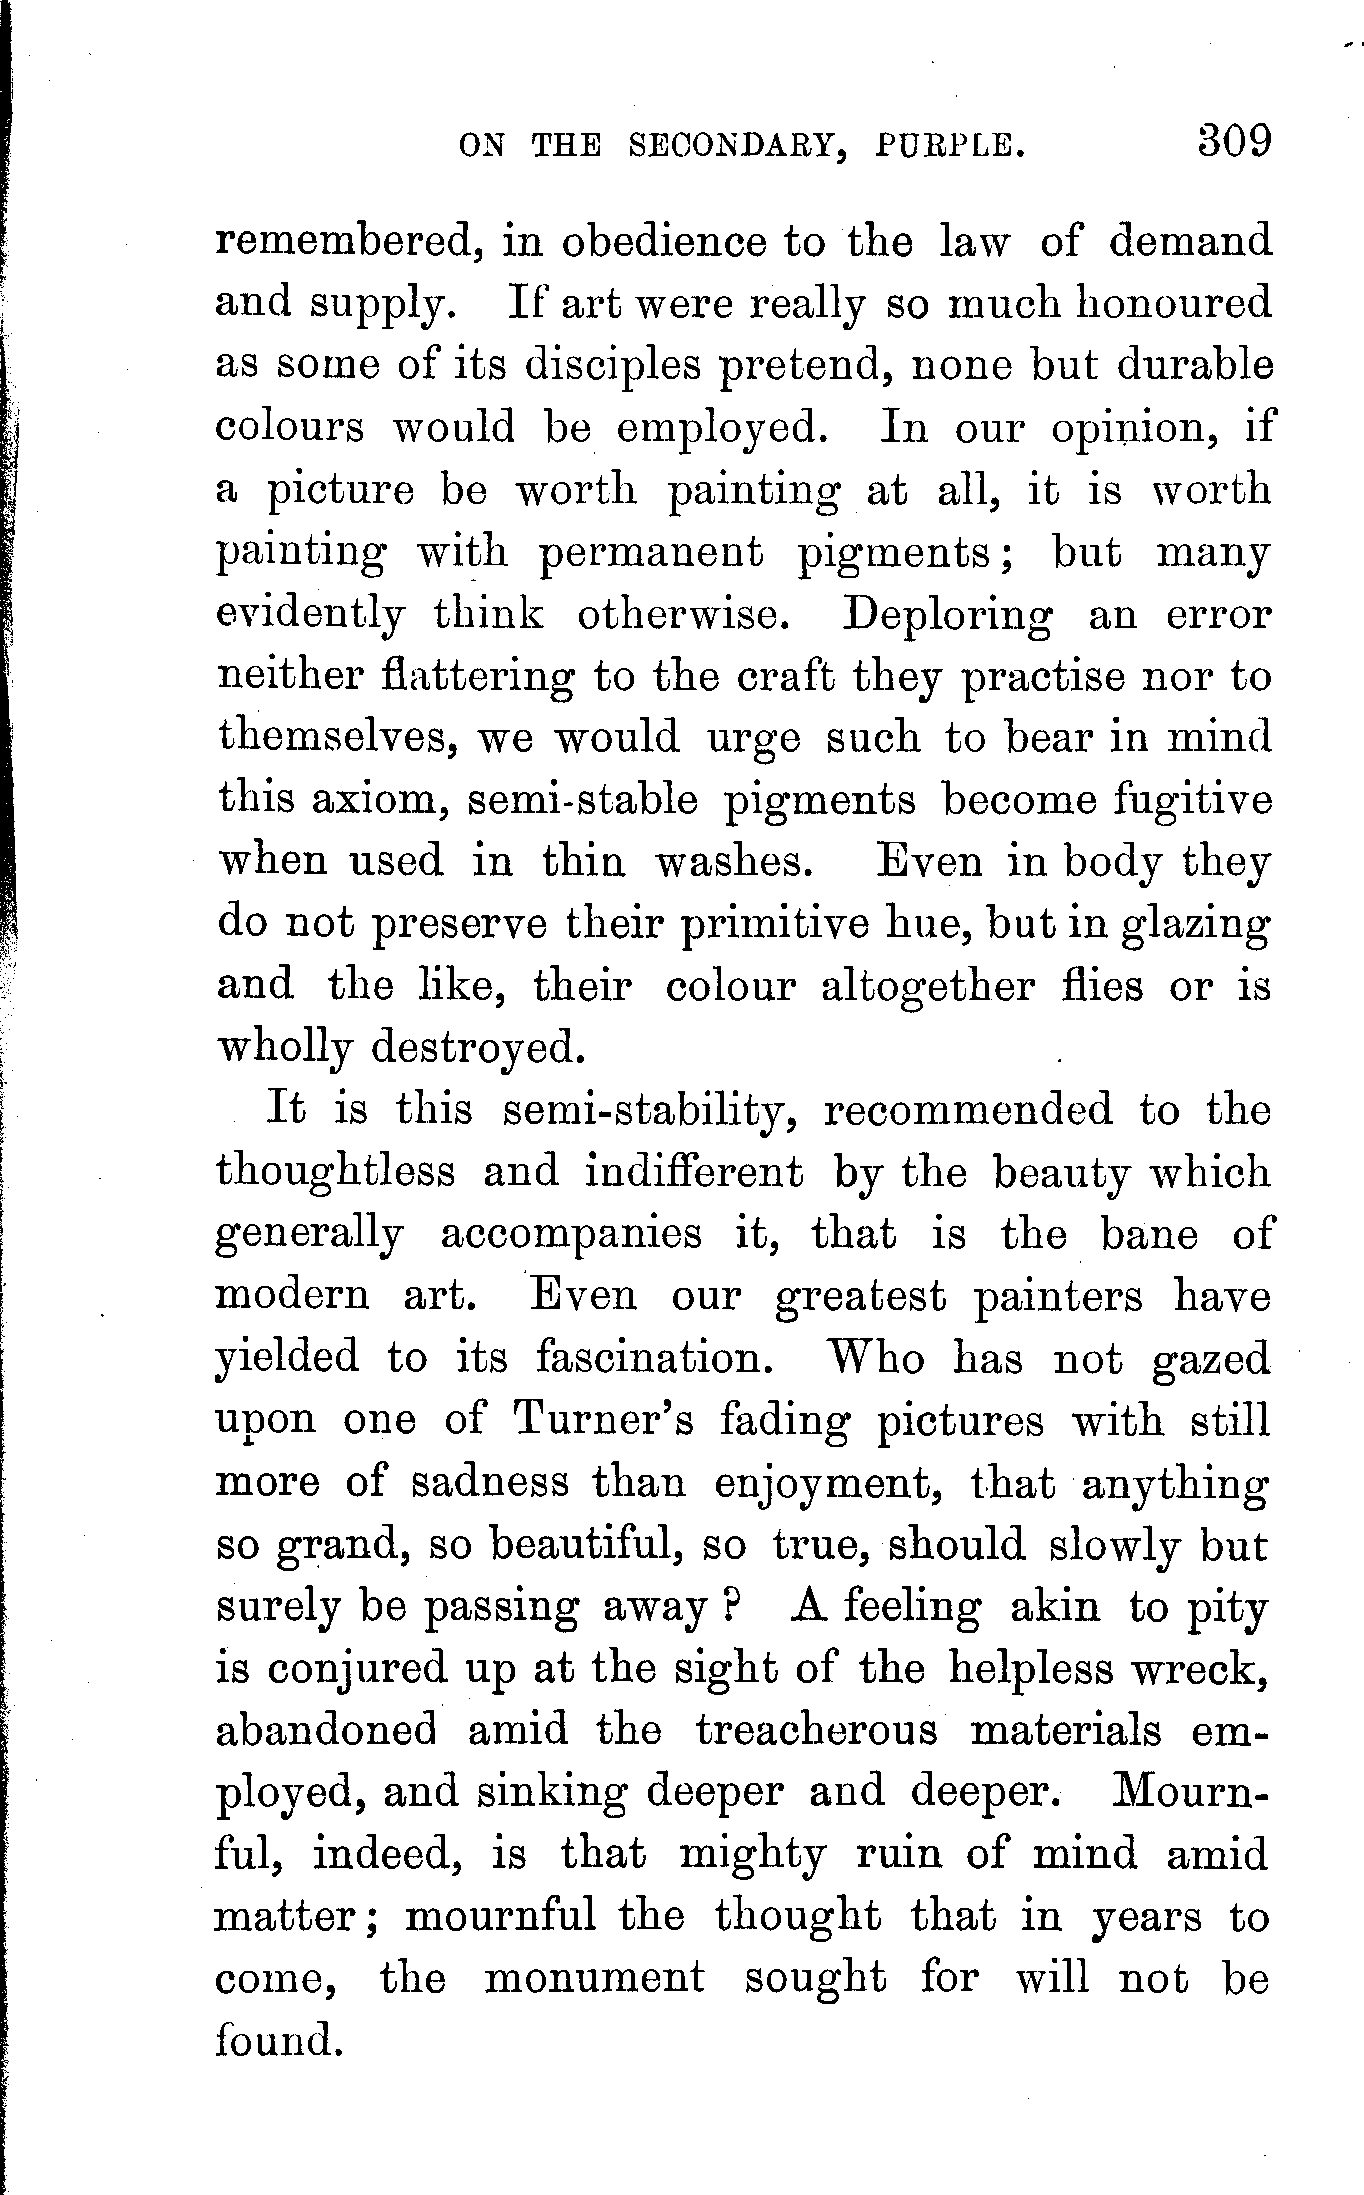 ON THE SECONDARY, PURPLE. 309
remembered, in obedience to the law of demand
and supply. If art were really so much honoured
as some of its disciples pretend, none but durable
colours would be employed. In our opinion, if
a picture be worth painting at all, it is worth
painting with permanent pigments; but many
evidently think otherwise. Deploring an error
neither flattering to the craft they practise nor to
themselves, we would urge such to bear in mind
this axiom, semi-stable pigments become fugitive
when used in thin washes. Even in body they
do not preserve their primitive hue, but in glazing
and the like, their colour altogether flies or is
wholly destroyed.
It is this semi-stability, recommended to the
thoughtless and indifferent by the beauty which
generally accompanies it, that is the bane of
modern art. Even our greatest painters have
yielded to its fascination. Who has not gazed
upon one of Turner's fading pictures with still
more of sadness than enjoyment, that anything
so grand, so beautiful, so true, should slowly but
surely be passing away? A feeling akin to pity
is conjured up at the sight of the helpless wreck,
abandoned amid the treacherous materials em-
ployed, and sinking deeper and deeper. Mourn-
ful, indeed, is that mighty ruin of mind amid
matter; mournful the thought that in years to
come, the monument sought for will not be
found.